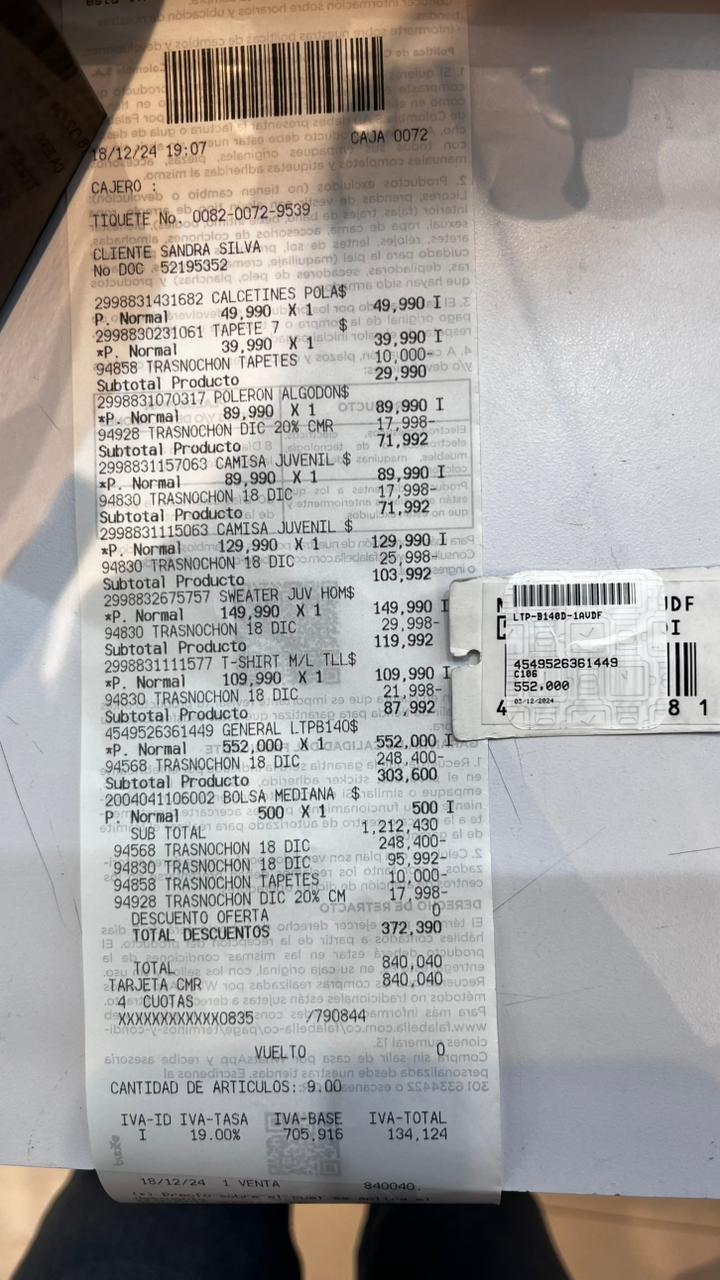 18/12/24 19:07 CAJA 0072
CAJERO :
TIQUETE No. 0082-0072-9539
CLIENTE SANDRA SILVA
No DOC 52195352
2998831431682 CALCETINES POLA$
P. Normal 49,990 X 1 49,990 I
2998830231061 TAPETE 7 $
*P. Normal 39,990 X 1 39,990 I
94858 TRASNOCHON TAPETES 10,000-
Subtotal Producto 29,990
2998831070317 POLERON ALGODON$
*P. Normal 89,990 X 1 89,990 I
94928 TRASNOCHON DIC 20% CMR 17,998-
Subtotal Producto 71,992
2998831157063 CAMISA JUVENIL $
*P. Normal 89,990 X 1 89,990 I
94830 TRASNOCHON 18 DIC 17,998-
Subtotal Producto 71,992
2998831115063 CAMISA JUVENIL $
*P. Normal 129,990 X 1 129,990 I
94830 TRASNOCHON 18 DIC 25,998-
Subtotal Producto 103,992
2998832675757 SWEATER JUV HOM$
*P. Normal 149,990 X 1 149,990 I
94830 TRASNOCHON 18 DIC 29,998-
Subtotal Producto 119,992
2998831111577 T-SHIRT M/L TLL$
*P. Normal 109,990 X 1 109,990 I
94830 TRASNOCHON 18 DIC 21,998-
Subtotal Producto 87,992
4549526361449 GENERAL LTPB140$
*P. Normal 552,000 X 1 552,000 I
94568 TRASNOCHON 18 DIC 248,400-
Subtotal Producto 303,600
2004041106002 BOLSA MEDIANA $
P. Normal 500 X 1 500 I
SUB TOTAL 1,212,430
94568 TRASNOCHON 18 DIC 248,400-
94830 TRASNOCHON 18 DIC 95,992-
94858 TRASNOCHON TAPETES 10,000-
94928 TRASNOCHON DIC 20% CM 17,998-
DESCUENTO OFERTA 0
TOTAL DESCUENTOS 372,390
TOTAL 840,040
TARJETA CMR 840,040
4 CUOTAS
XXXXXXXXXXXX0835 /790844
VUELTO 0
CANTIDAD DE ARTICULOS: 9.00
IVA-ID IVA-TASA IVA-BASE IVA-TOTAL
I 19.00% 705,916 134,124
18/12/24 1 VENTA 840040.
LTP-B140D-1AVDF
4549526361449
C106
552,000
03/12/2024
4 8 1